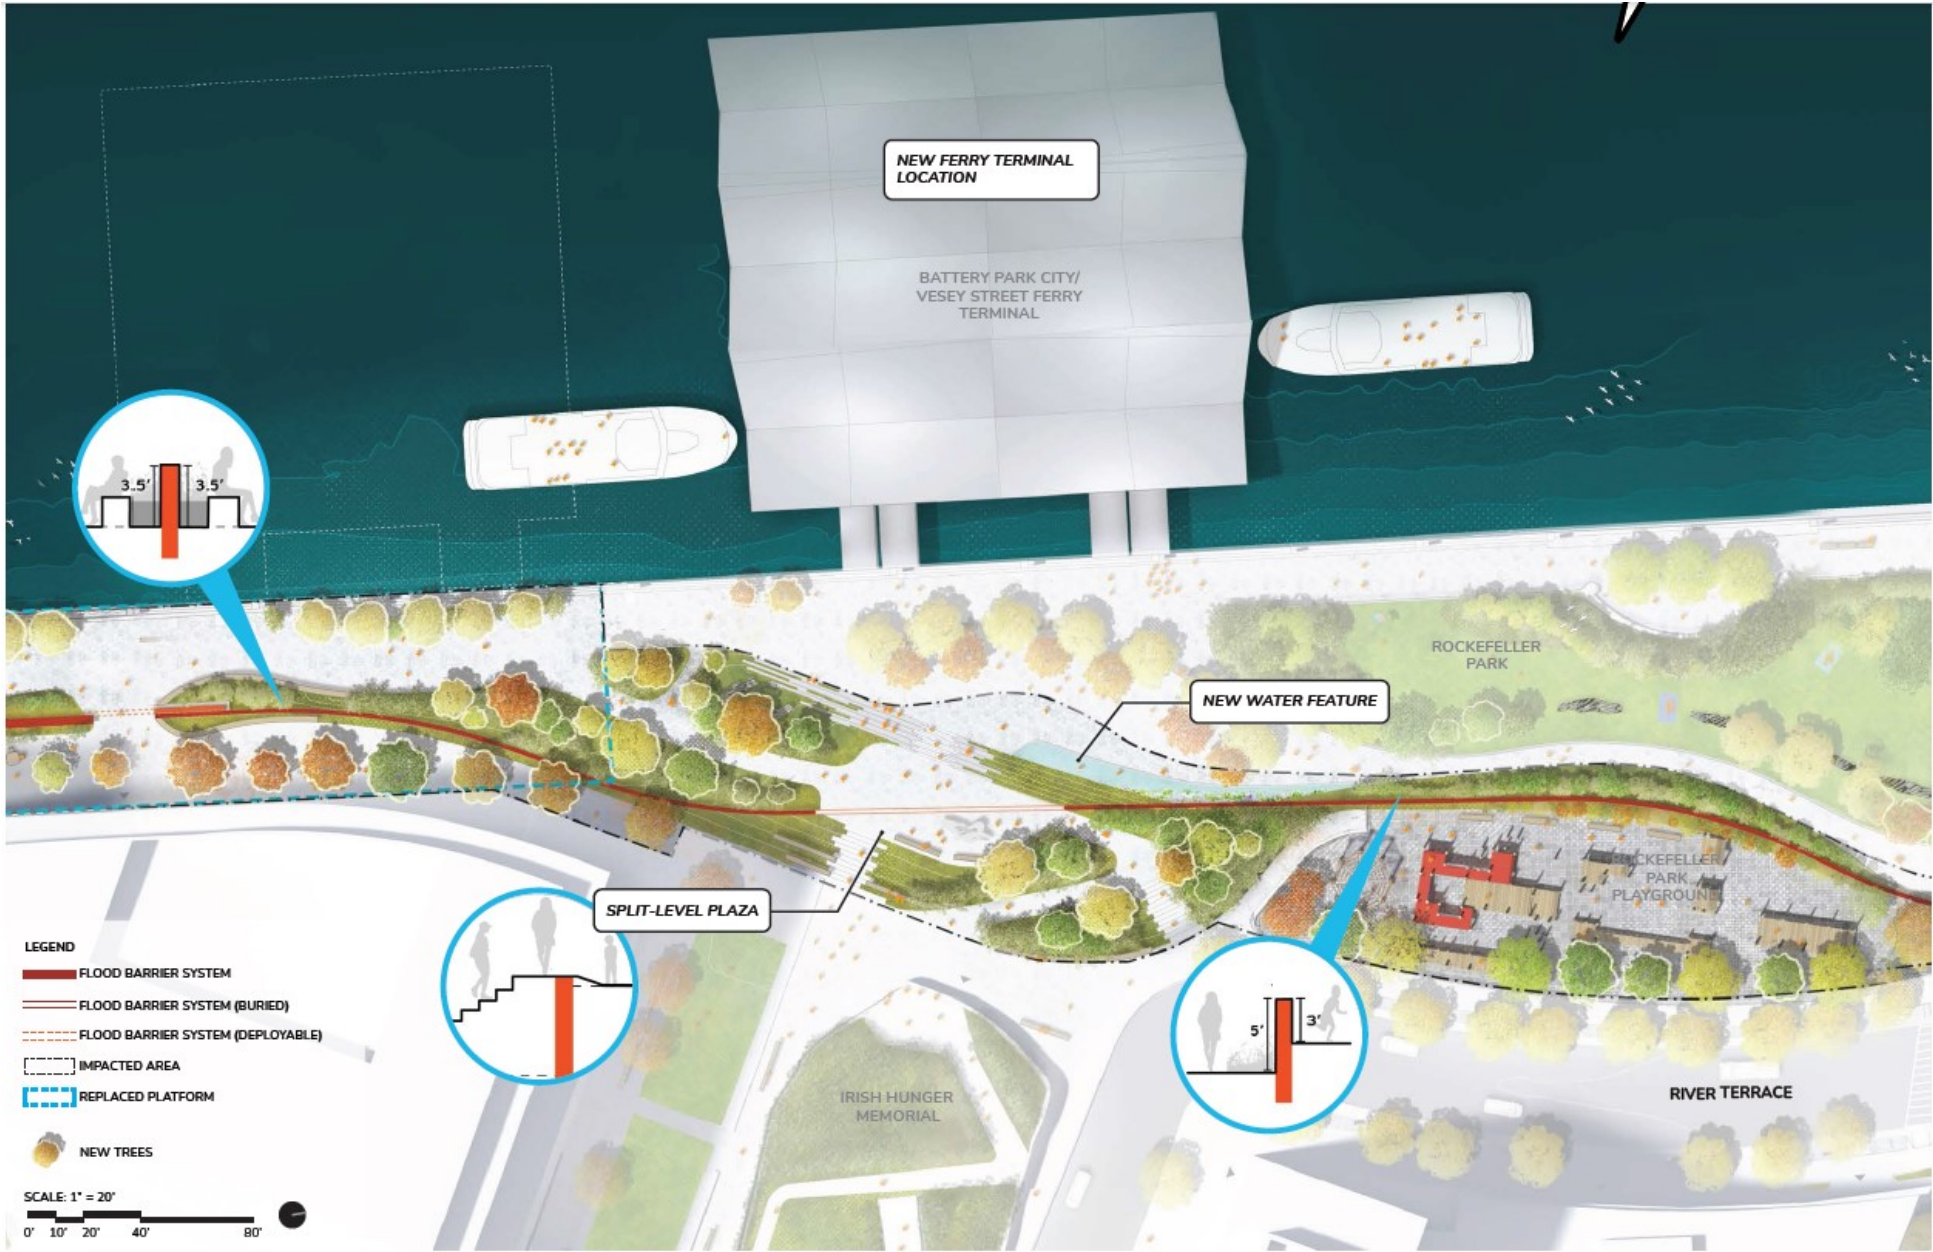 NEW FERRY TERMINAL
LOCATION
BATTERY PARK CITY/
VESEY STREET FERRY
TERMINAL
3.5'
3.5'
ROCKEFELLER
PARK
NEW WATER FEATURE
ROCKEFELLER
PARK
PLAYGROUND
SPLIT-LEVEL PLAZA
5'
3'
IRISH HUNGER
MEMORIAL
RIVER TERRACE
LEGEND
FLOOD BARRIER SYSTEM
FLOOD BARRIER SYSTEM (BURIED)
FLOOD BARRIER SYSTEM (DEPLOYABLE)
IMPACTED AREA
REPLACED PLATFORM
NEW TREES
SCALE: 1" = 20'
0' 10' 20' 40' 80'